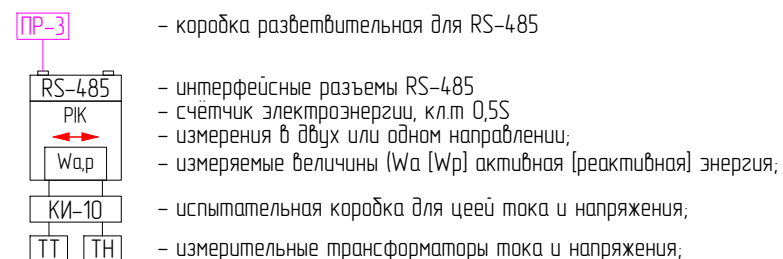 ПР-3 - коробка разветвительная для RS-485
RS-485 - интерфейсные разъемы RS-485
PIK - счётчик электроэнергии, кл.т 0,5S
- измерения в двух или одном направлении;
Wa,p - измеряемые величины (Wa [Wp] активная [реактивная] энергия;
КИ-10 - испытательная коробка для цеей тока и напряжения;
ТТ ТН - измерительные трансформаторы тока и напряжения;